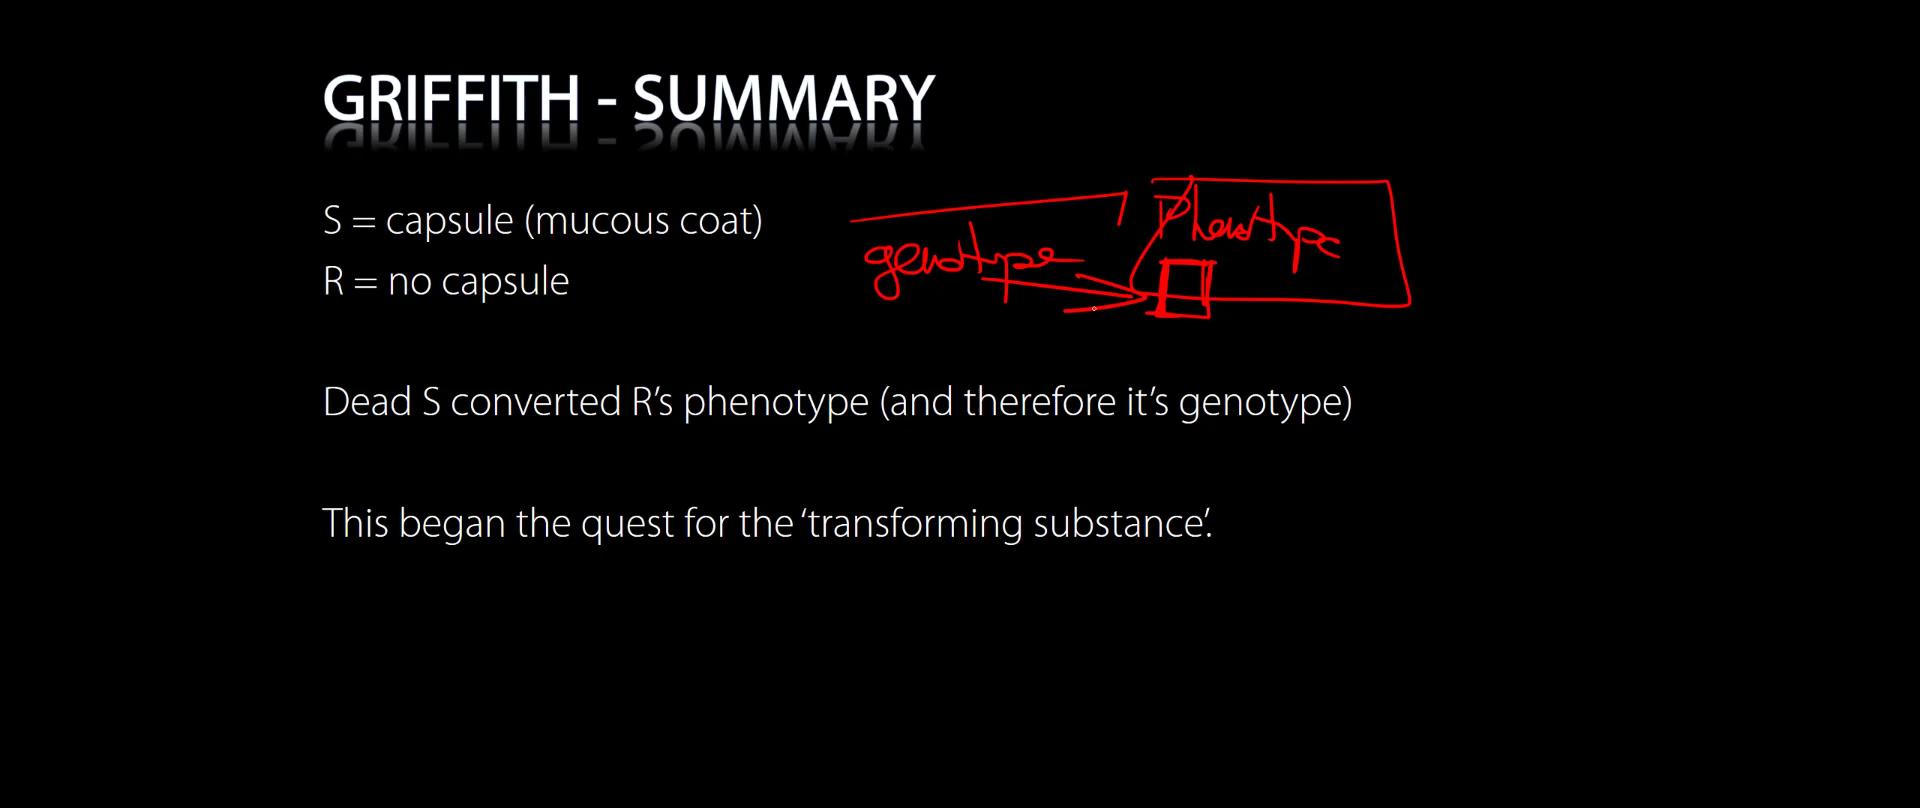 GRIFFITH - SUMMARY
S = capsule (mucous coat)
R = no capsule
genotype
Phenotype
Dead S converted R’s phenotype (and therefore it’s genotype)
This began the quest for the ‘transforming substance’.